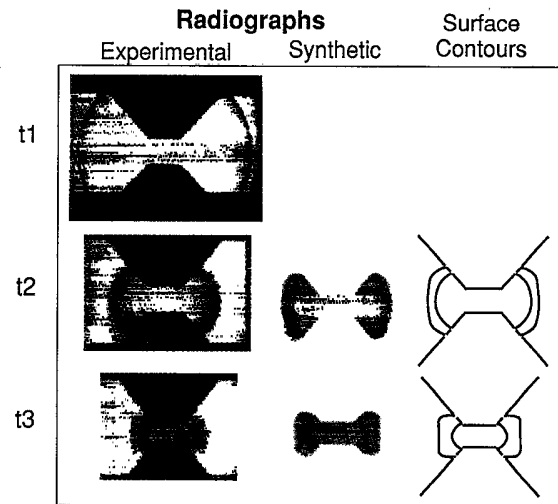 Radiographs
Experimental
Synthetic
Surface
Contours
t1
t2
t3